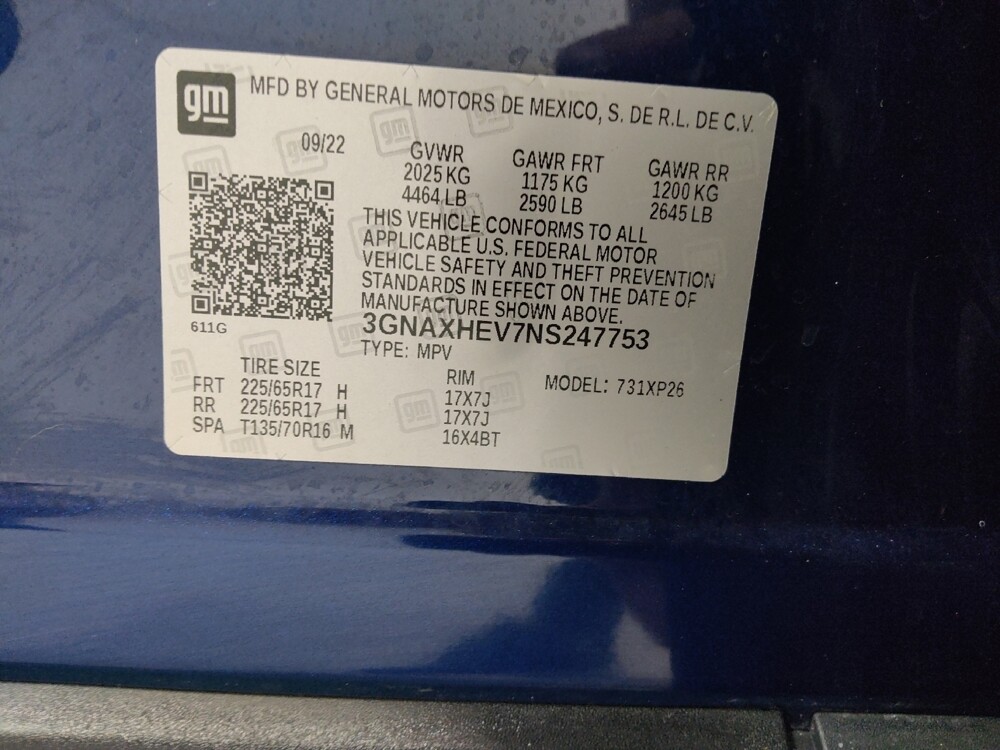 gm
MFD BY GENERAL MOTORS DE MEXICO, S. DE R.L. DE C.V.
09/22
GVWR GAWR FRT GAWR RR
2025 KG 1175 KG 1200 KG
4464 LB 2590 LB 2645 LB
THIS VEHICLE CONFORMS TO ALL
APPLICABLE U.S. FEDERAL MOTOR
VEHICLE SAFETY AND THEFT PREVENTION
STANDARDS IN EFFECT ON THE DATE OF
MANUFACTURE SHOWN ABOVE.
611G
3GNAXHEV7NS247753
TYPE: MPV
TIRE SIZE RIM MODEL: 731XP26
FRT 225/65R17 H 17X7J
RR 225/65R17 H 17X7J
SPA T135/70R16 M 16X4BT